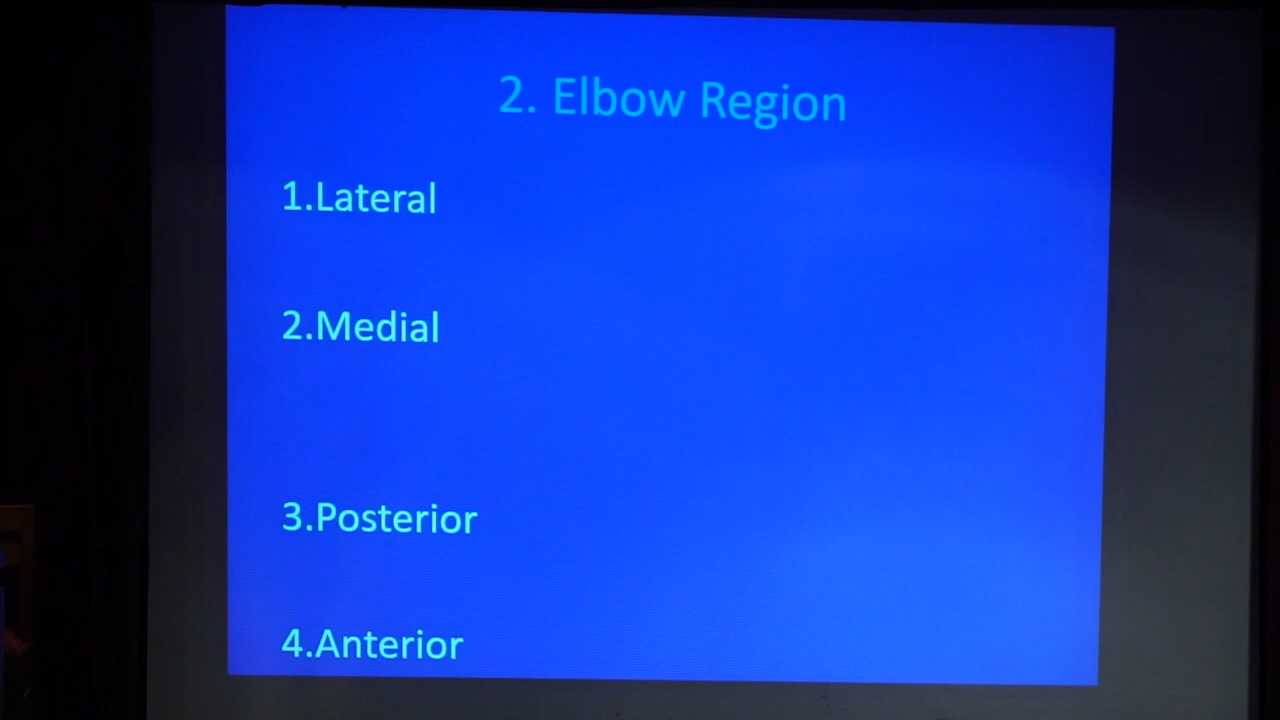 2. Elbow Region
1.Lateral
2.Medial
3.Posterior
4.Anterior